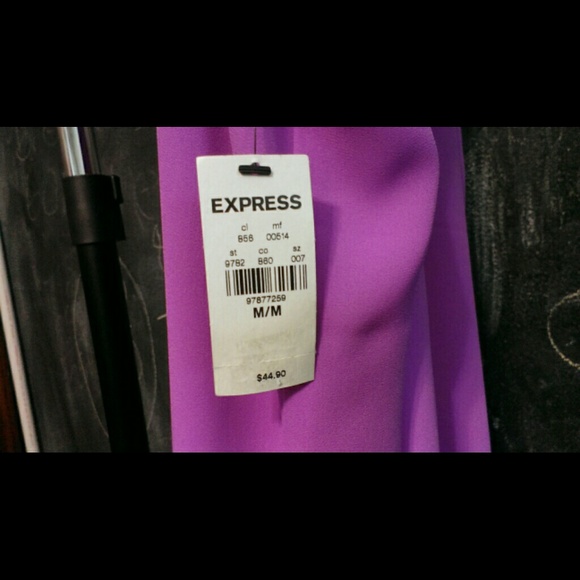 EXPRESS
cl mf
856 00514
st co sz
9782 860 007
97877259
M/M
$44.90